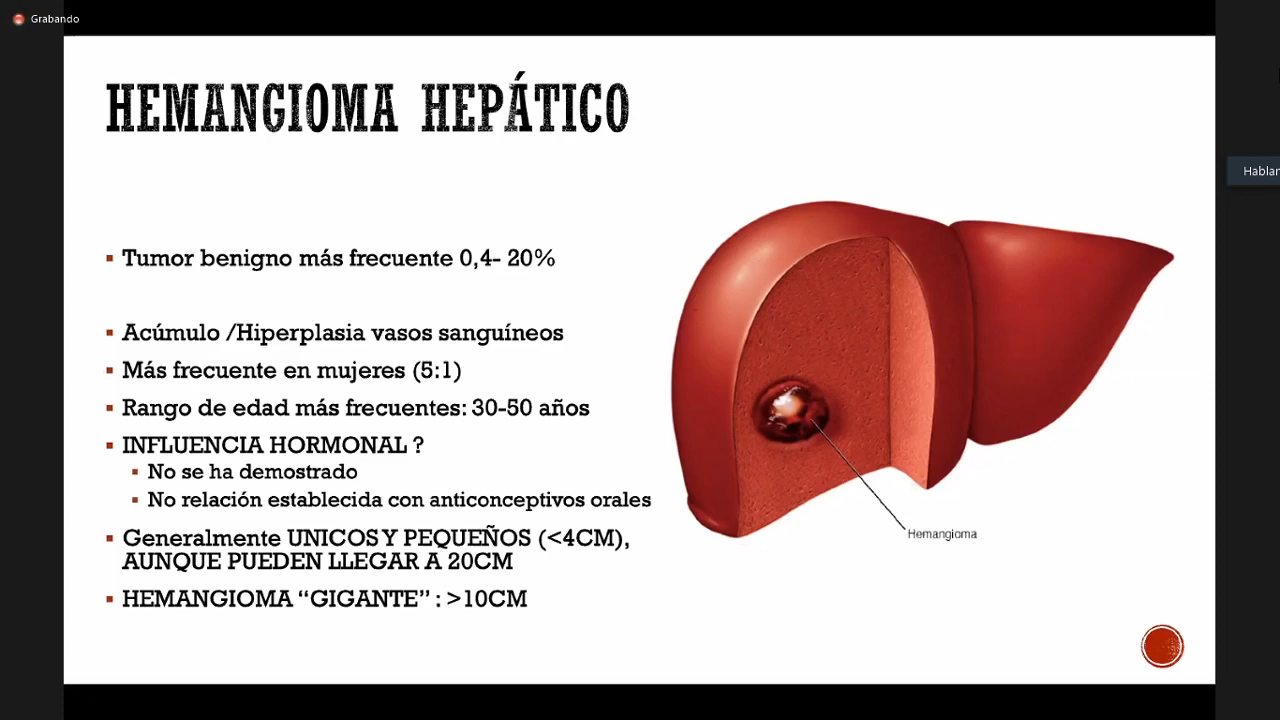 Grabando
HEMANGIOMA HEPÁTICO
Hablan
Tumor benigno más frecuente 0,4- 20%
Acúmulo /Hiperplasia vasos sanguíneos
Más frecuente en mujeres (5:1)
Rango de edad más frecuentes: 30-50 años
INFLUENCIA HORMONAL ?
No se ha demostrado
No relación establecida con anticonceptivos orales
Generalmente UNICOS Y PEQUEÑOS (<4CM),
AUNQUE PUEDEN LLEGAR A 20CM
HEMANGIOMA “GIGANTE” : >10CM
Hemangioma